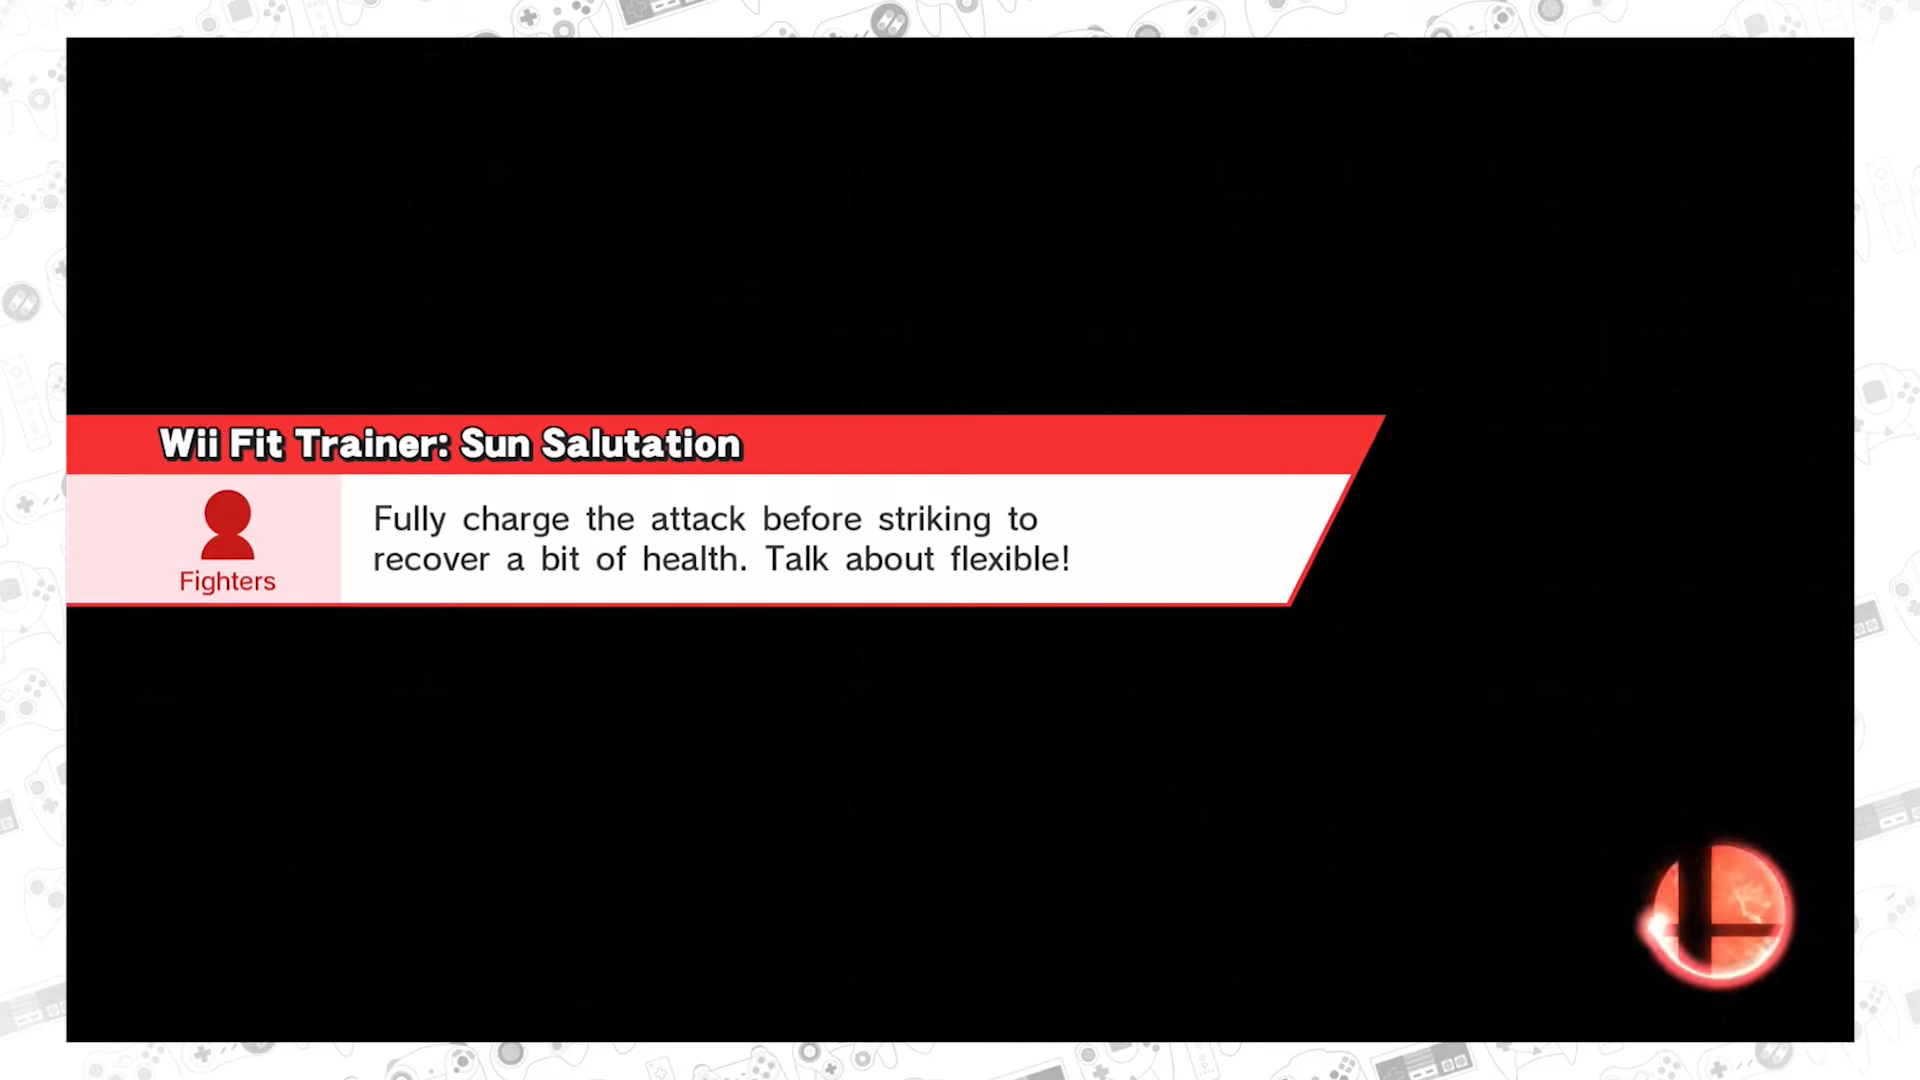 Wii Fit Trainer: Sun Salutation
Fighters
Fully charge the attack before striking to
recover a bit of health. Talk about flexible!